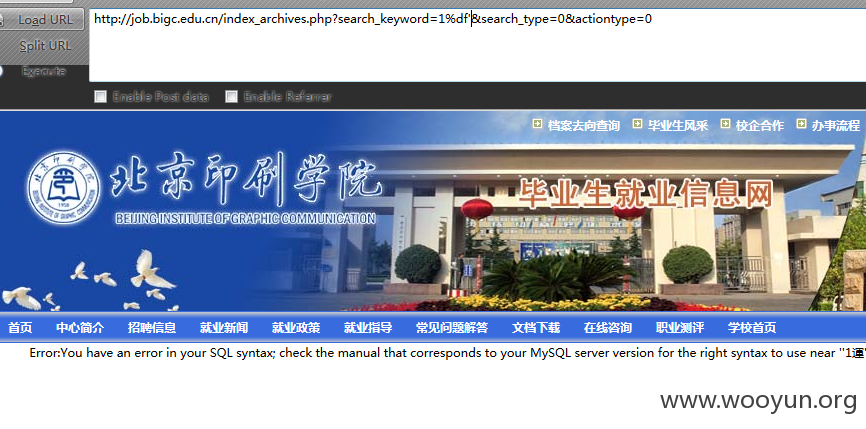 Load URL
http://job.bigc.edu.cn/index_archives.php?search_keyword=1%df'&search_type=0&actiontype=0
Split URL
Execute
Enable Post data
Enable Referrer
档案去向查询
毕业生风采
校企合作
办事流程
北京印刷学院
BEIJING INSTITUTE OF GRAPHIC COMMUNICATION
毕业生就业信息网
首页
中心简介
招聘信息
就业新闻
就业政策
就业指导
常见问题解答
文档下载
在线咨询
职业测评
学校首页
Error:You have an error in your SQL syntax; check the manual that corresponds to your MySQL server version for the right syntax to use near ''1運'
www.wooyun.org